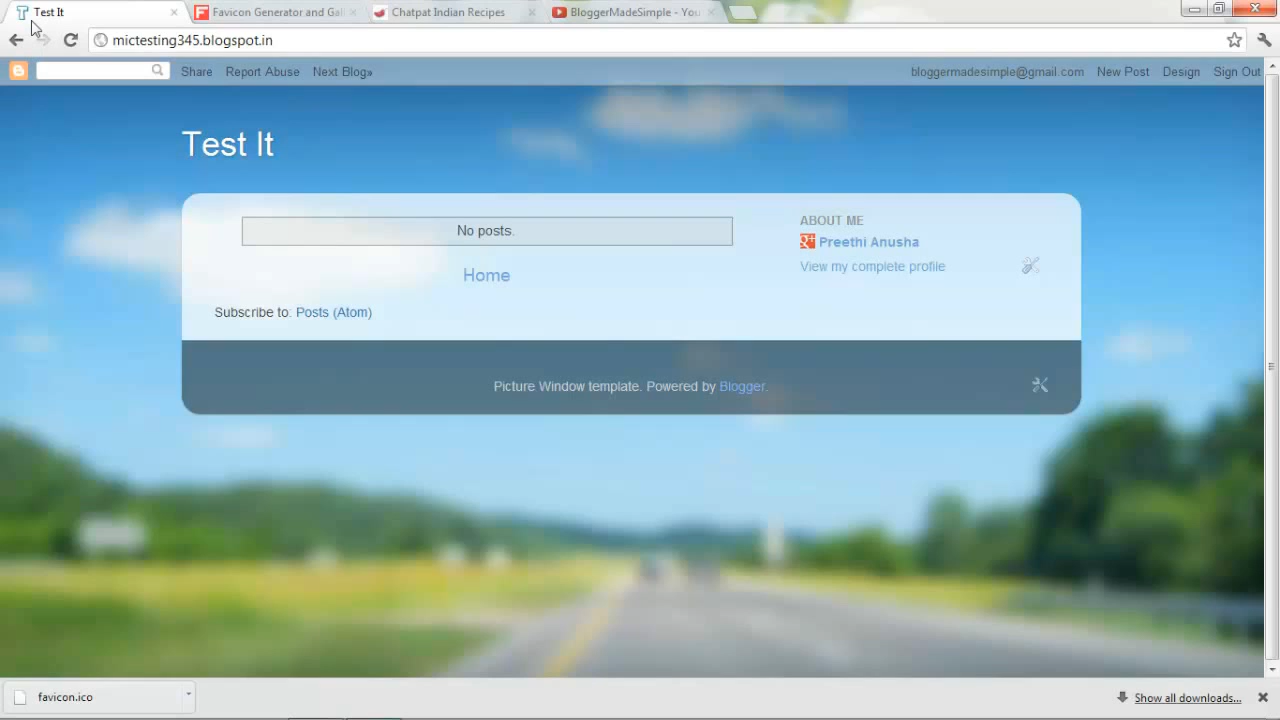 Test It
Favicon Generator and Gall
Chatpat Indian Recipes
BloggerMadeSimple - You
mictesting345.blogspot.in
Share Report Abuse Next Blog»
bloggermadesimple@gmail.com New Post Design Sign Out
Test It
No posts.
Home
Subscribe to: Posts (Atom)
ABOUT ME
Preethi Anusha
View my complete profile
Picture Window template. Powered by Blogger.
favicon.ico
Show all downloads...